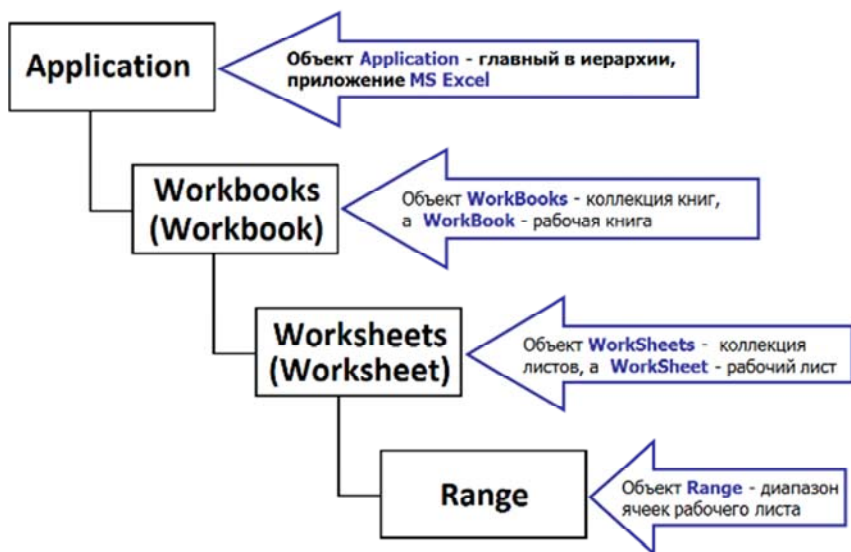 Application
Объект Application - главный в иерархии,
приложение MS Excel
Workbooks
(Workbook)
Объект WorkBooks - коллекция книг,
а WorkBook - рабочая книга
Worksheets
(Worksheet)
Объект WorkSheets - коллекция
листов, а WorkSheet - рабочий лист
Range
Объект Range - диапазон
ячеек рабочего листа